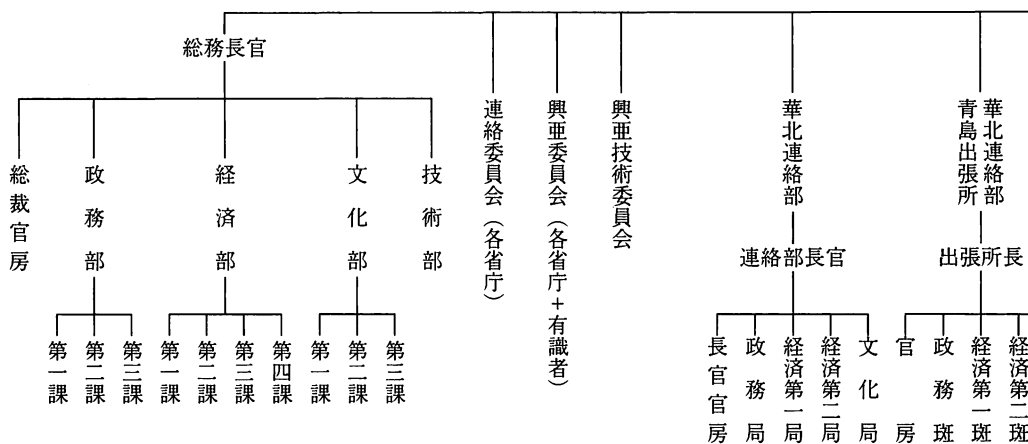 総務長官
総裁官房
政務部
経済部
文化部
技術部
第一課
第二課
第三課
第一課
第二課
第三課
第四課
第一課
第二課
第三課
連絡委員会(各省庁)
興亜委員会(各省庁+有識者)
興亜技術委員会
華北連絡部
連絡部長官
長官官房
政務局
経済第一局
経済第二局
文化局
華北連絡部
青島出張所
出張所長
官房
政務斑
経済第一斑
経済第二斑